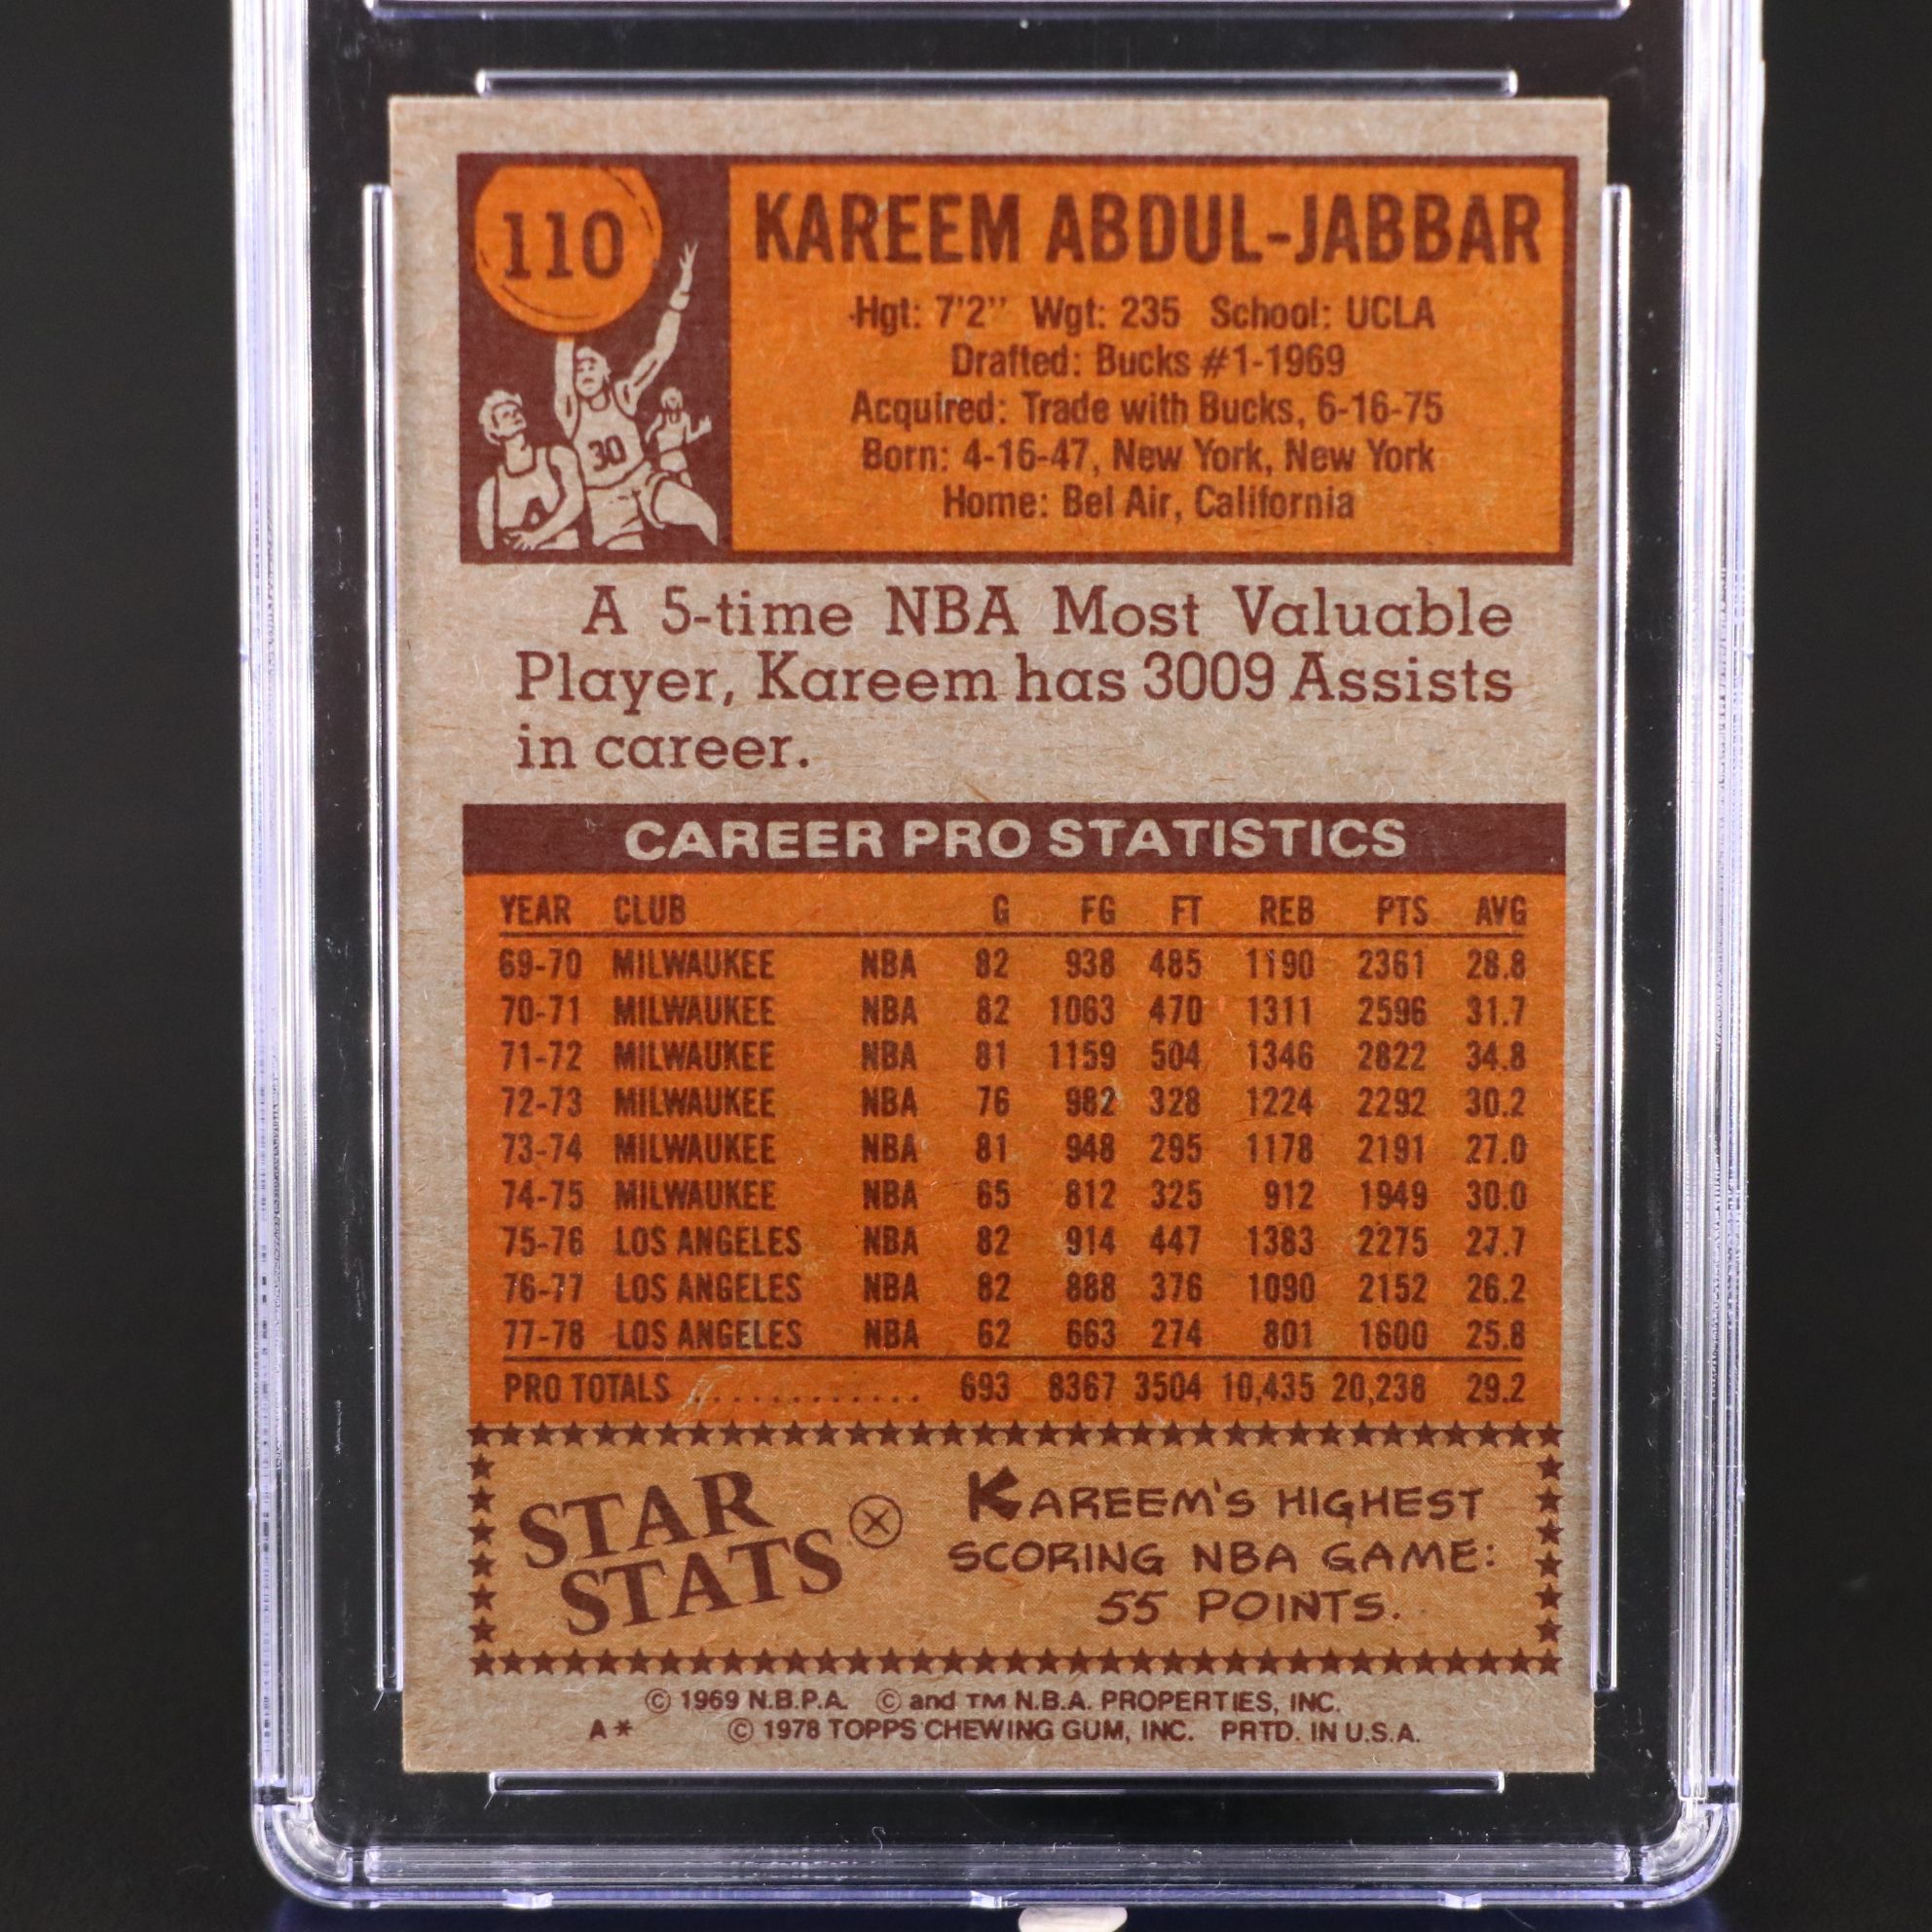 110
KAREEM ABDUL-JABBAR
Hgt: 7'2" Wgt: 235 School: UCLA
Drafted: Bucks #1-1969
Acquired: Trade with Bucks, 6-16-75
Born: 4-16-47, New York, New York
Home: Bel Air, California
30
A 5-time NBA Most Valuable
Player, Kareem has 3009 Assists
in career.
CAREER PRO STATISTICS
YEAR CLUB G FG FT REB PTS AVG
69-70 MILWAUKEE NBA 82 938 485 1190 2361 28.8
70-71 MILWAUKEE NBA 82 1063 470 1311 2596 31.7
71-72 MILWAUKEE NBA 81 1159 504 1346 2822 34.8
72-73 MILWAUKEE NBA 76 982 328 1224 2292 30.2
73-74 MILWAUKEE NBA 81 948 295 1178 2191 27.0
74-75 MILWAUKEE NBA 65 812 325 912 1949 30.0
75-76 LOS ANGELES NBA 82 914 447 1383 2275 27.7
76-77 LOS ANGELES NBA 82 888 376 1090 2152 26.2
77-78 LOS ANGELES NBA 62 663 274 801 1600 25.8
PRO TOTALS ............ 693 8367 3504 10,435 20,238 29.2
STAR
STATS
KAREEM'S HIGHEST
SCORING NBA GAME:
55 POINTS.
© 1969 N.B.P.A. © and TM N.B.A. PROPERTIES, INC.
A* © 1978 TOPPS CHEWING GUM, INC. PRTD. IN U.S.A.